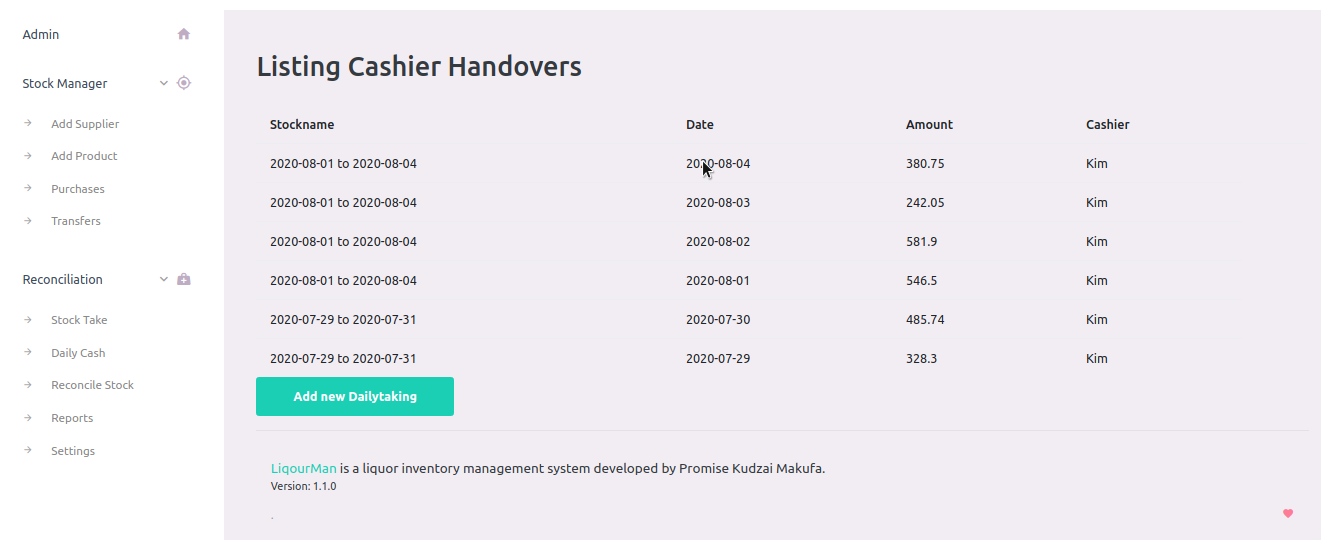 Admin
Stock Manager
Add Supplier
Add Product
Purchases
Transfers
Reconciliation
Stock Take
Daily Cash
Reconcile Stock
Reports
Settings
Listing Cashier Handovers
Stockname Date Amount Cashier
2020-08-01 to 2020-08-04 2020-08-04 380.75 Kim
2020-08-01 to 2020-08-04 2020-08-03 242.05 Kim
2020-08-01 to 2020-08-04 2020-08-02 581.9 Kim
2020-08-01 to 2020-08-04 2020-08-01 546.5 Kim
2020-07-29 to 2020-07-31 2020-07-30 485.74 Kim
2020-07-29 to 2020-07-31 2020-07-29 328.3 Kim
Add new Dailytaking
LiqourMan is a liquor inventory management system developed by Promise Kudzai Makufa.
Version: 1.1.0
.